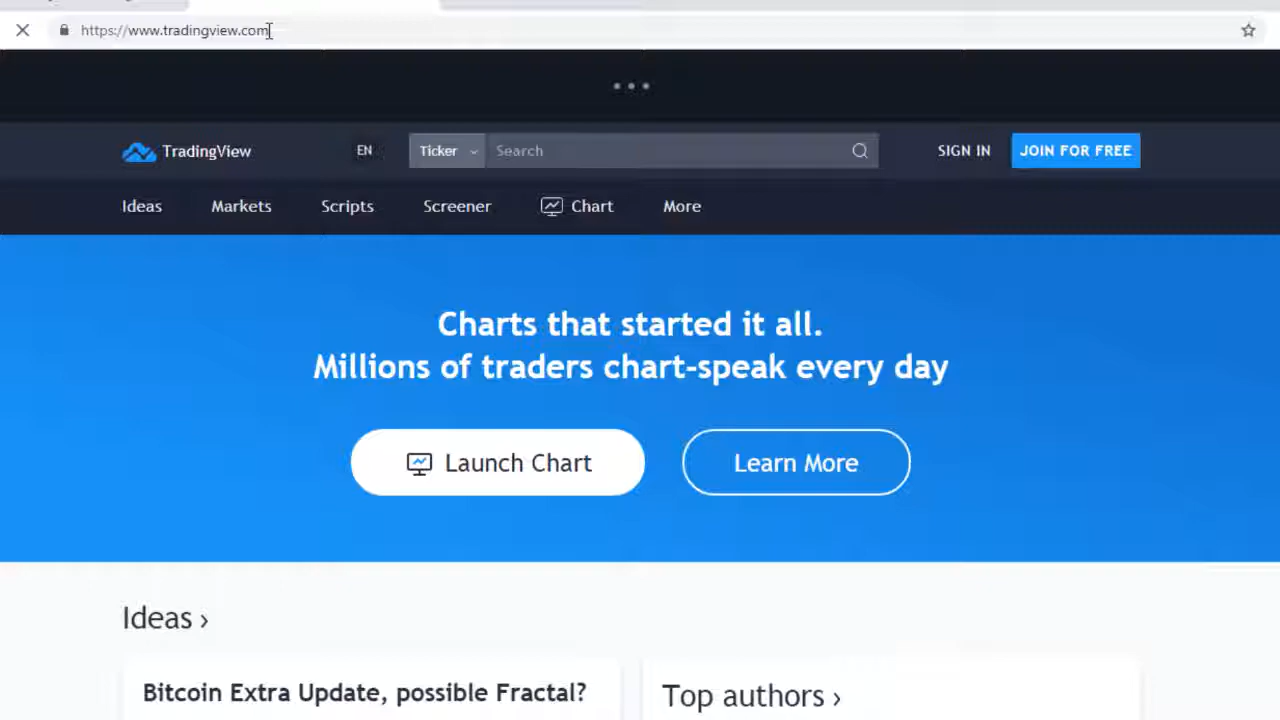 https://www.tradingview.com
TradingView
EN
Ticker
Search
SIGN IN
JOIN FOR FREE
Ideas
Markets
Scripts
Screener
Chart
More
Charts that started it all.
Millions of traders chart-speak every day
Launch Chart
Learn More
Ideas ›
Bitcoin Extra Update, possible Fractal?
Top authors ›